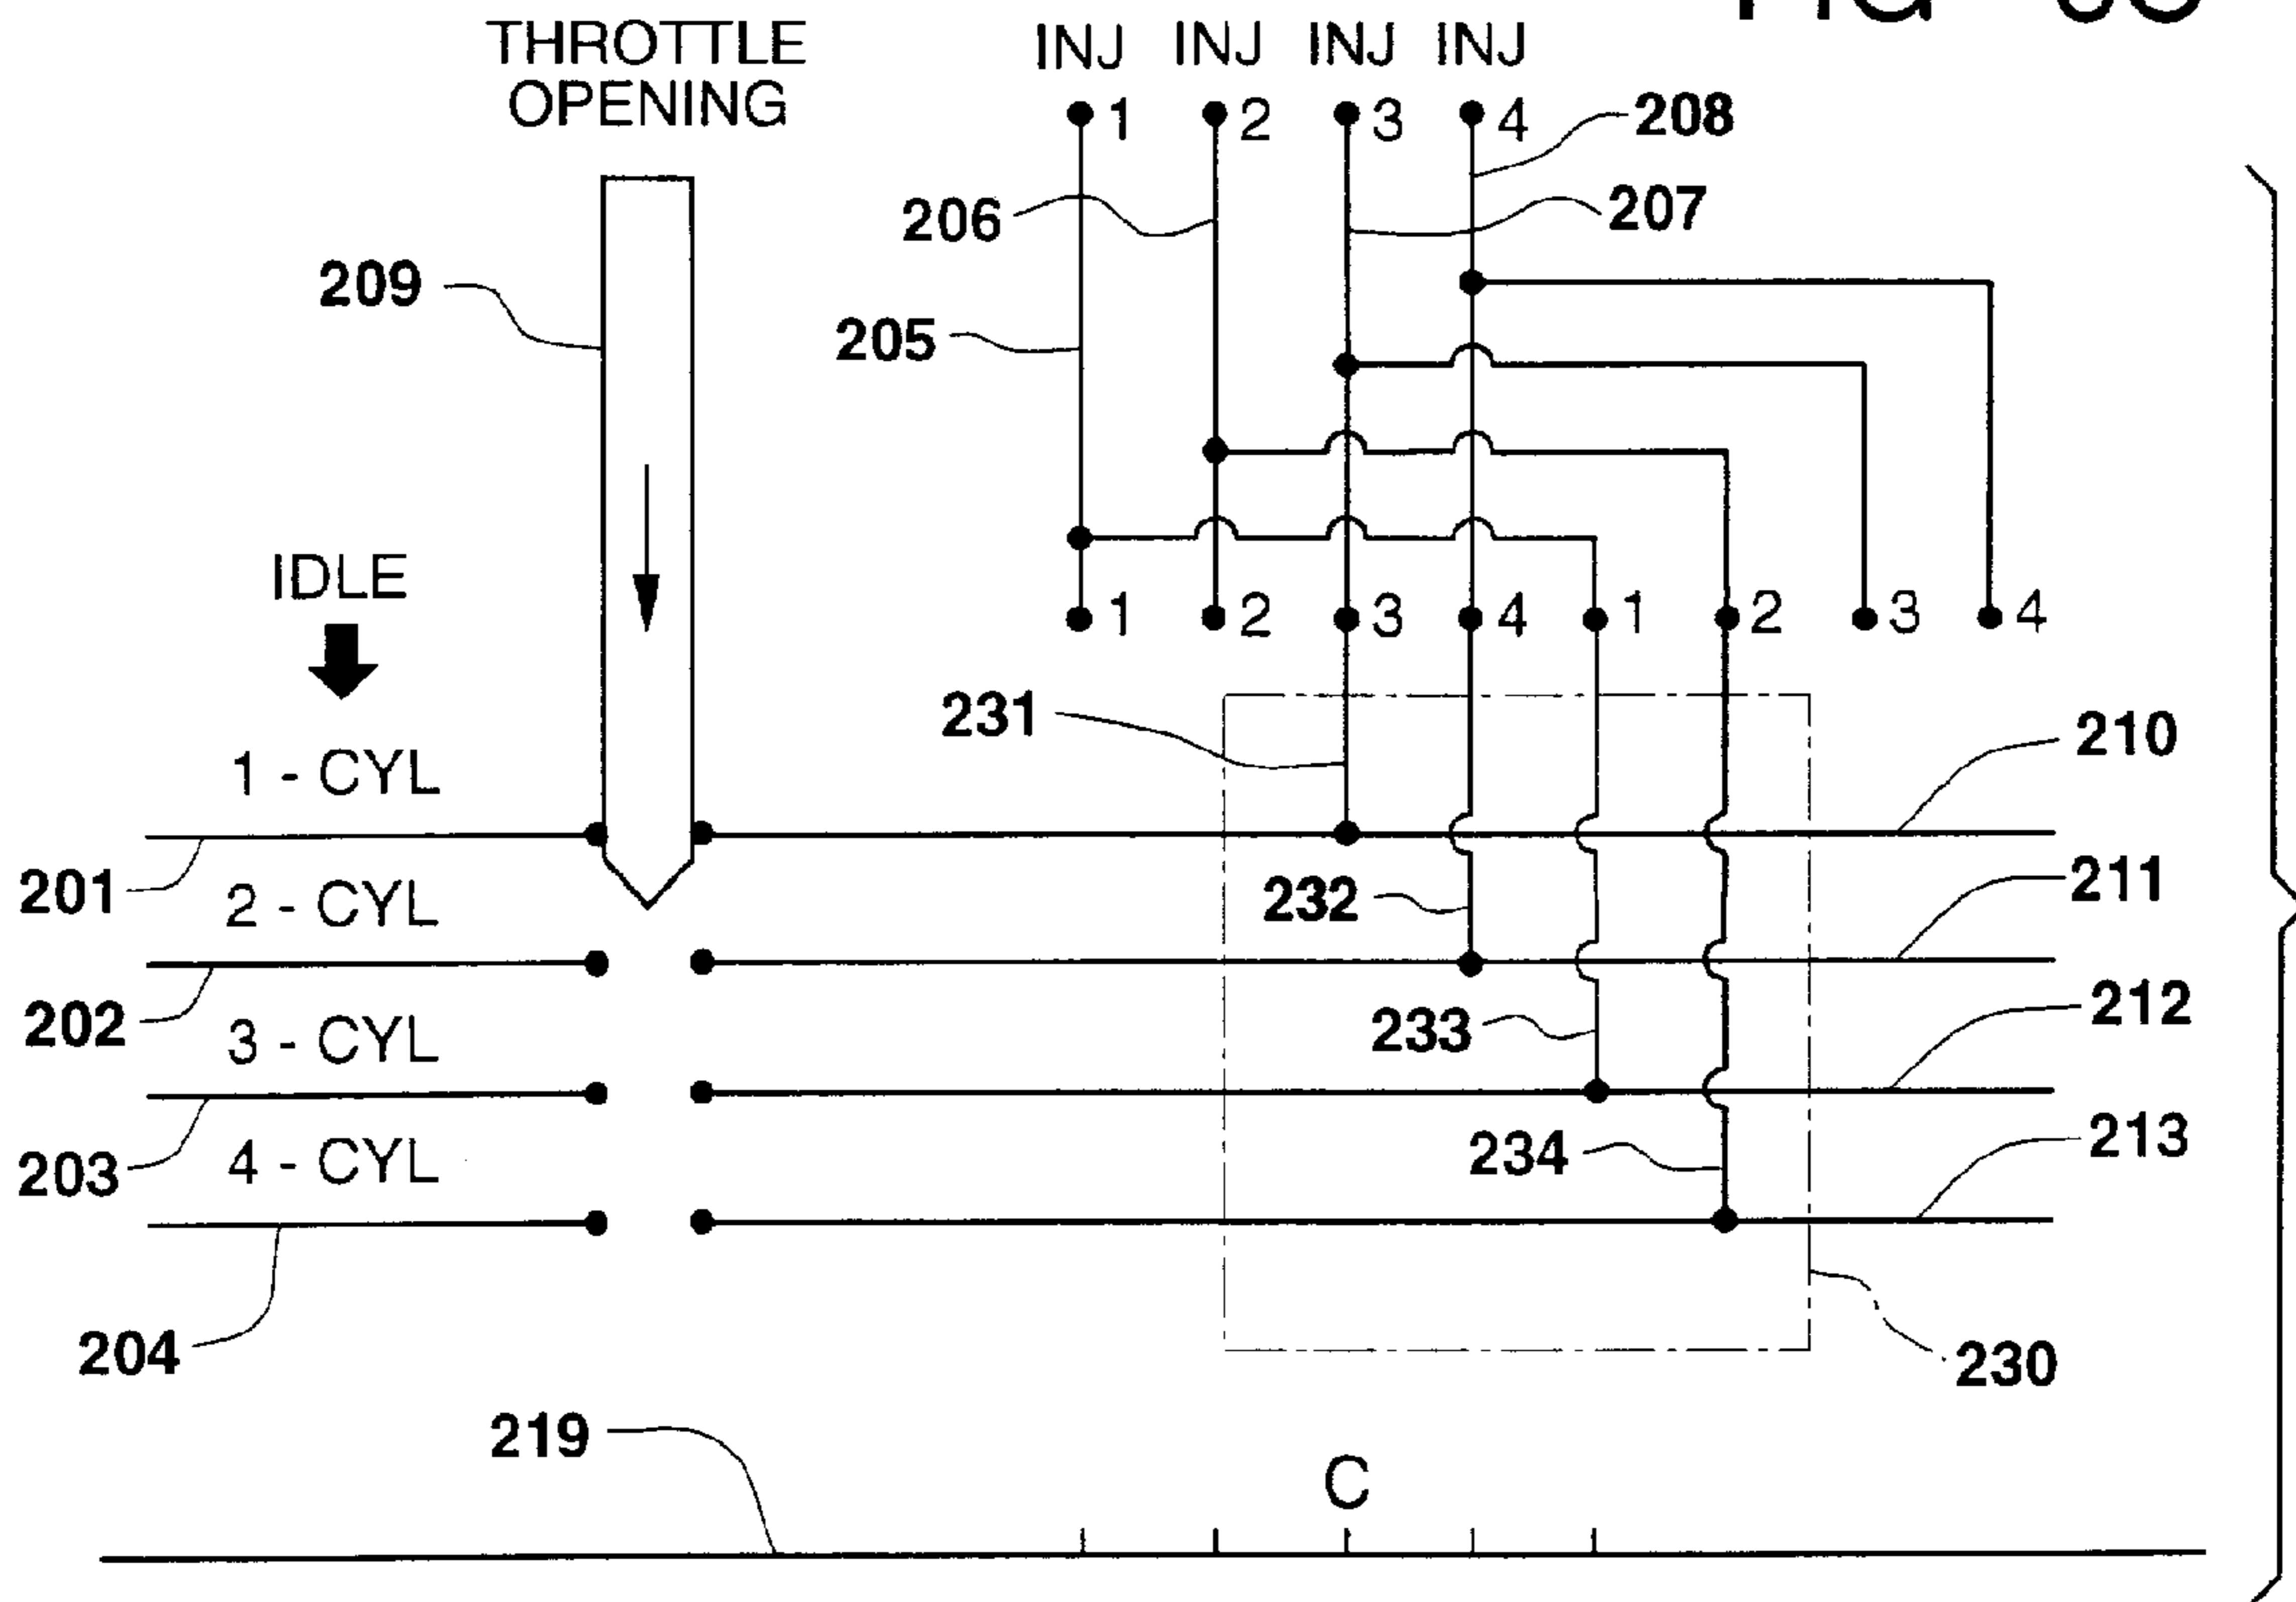 THROTTLE
OPENING
INJ INJ INJ INJ
1 2 3 4
208
206
207
209
205
IDLE
1 2 3 4 1 2 3 4
231
210
1 - CYL
201
2 - CYL
232
211
202
3 - CYL
233
212
203
4 - CYL
234
213
204
230
219
C